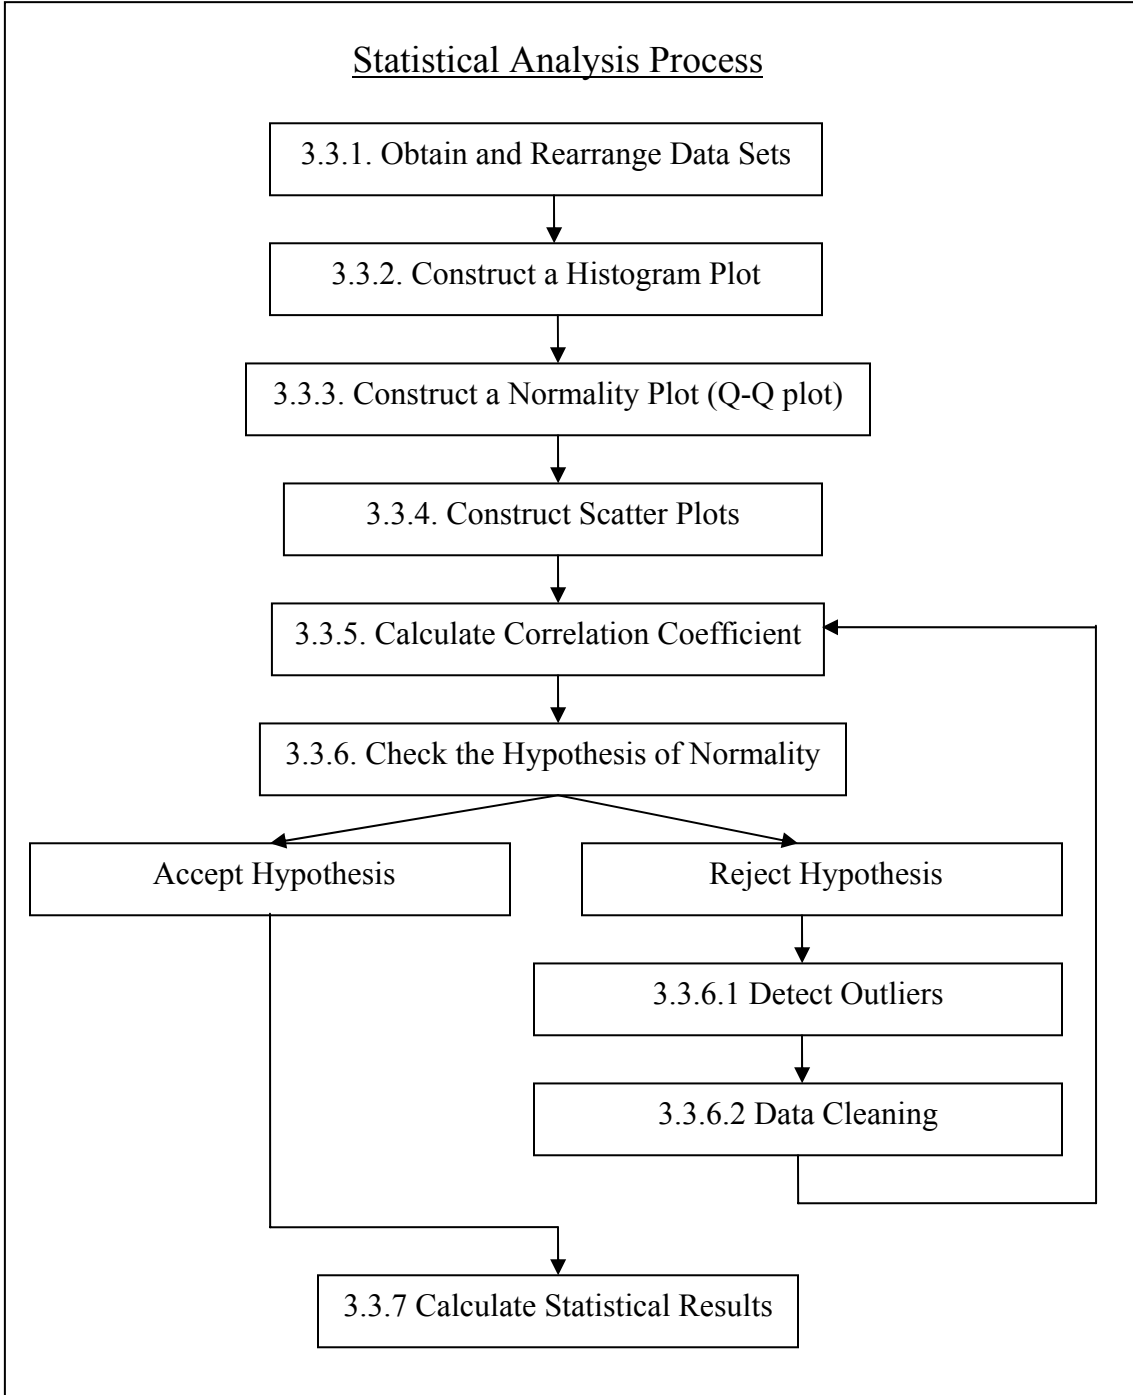 Statistical Analysis Process
3.3.1. Obtain and Rearrange Data Sets
3.3.2. Construct a Histogram Plot
3.3.3. Construct a Normality Plot (Q-Q plot)
3.3.4. Construct Scatter Plots
3.3.5. Calculate Correlation Coefficient
3.3.6. Check the Hypothesis of Normality
Accept Hypothesis
Reject Hypothesis
3.3.6.1 Detect Outliers
3.3.6.2 Data Cleaning
3.3.7 Calculate Statistical Results